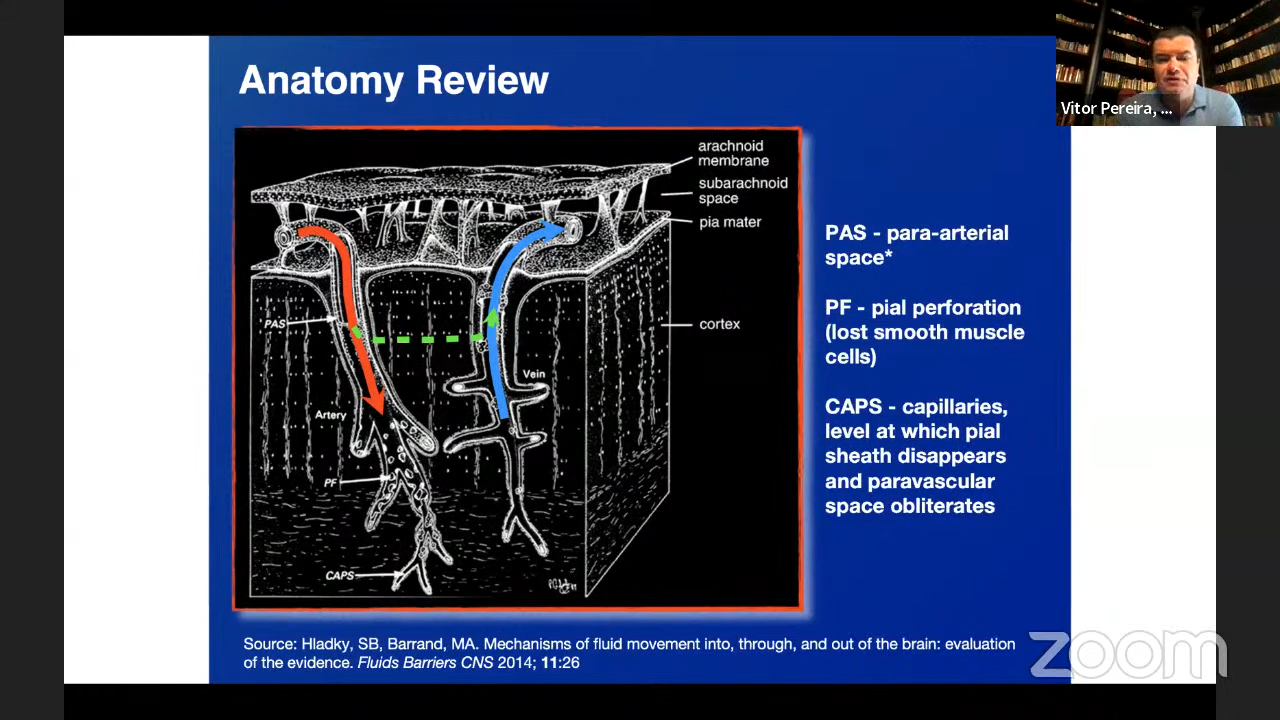 Anatomy Review
Vitor Pereira, ...
arachnoid
membrane
subarachnoid
space
pia mater
PAS
cortex
Vein
Artery
PF
CAPS
PAS - para-arterial
space*
PF - pial perforation
(lost smooth muscle
cells)
CAPS - capillaries,
level at which pial
sheath disappears
and paravascular
space obliterates
Source: Hladky, SB, Barrand, MA. Mechanisms of fluid movement into, through, and out of the brain: evaluation
of the evidence. Fluids Barriers CNS 2014; 11:26
zoom